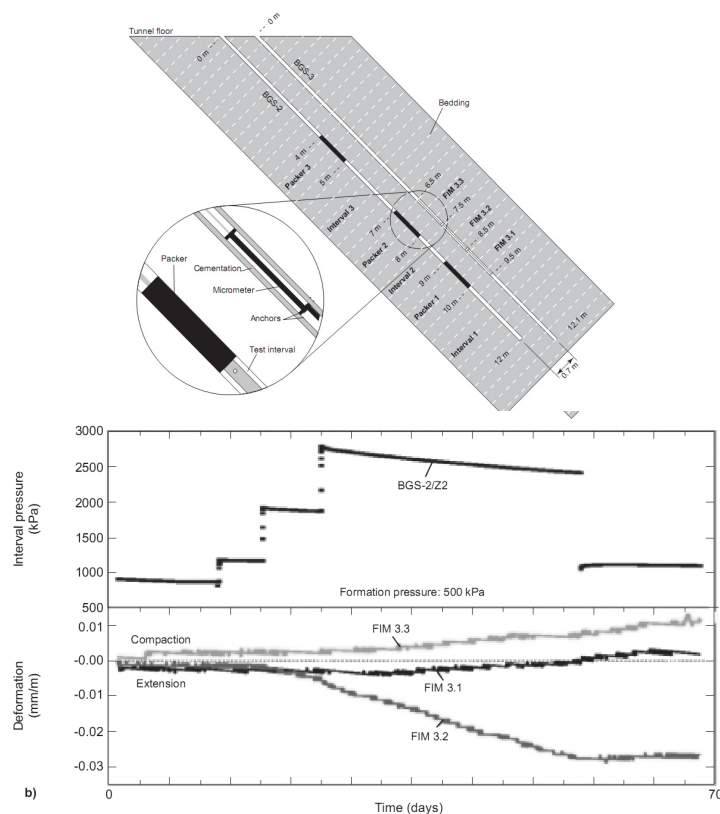 Tunnel floor
0 m
0 m
BGS-2
BGS-3
Bedding
4 m
Packer 3
5 m
Interval 3
7 m
Packer 2
8 m
Interval 2
9 m
Packer 1
10 m
Interval 1
12 m
6.5 m
FIM 3.3
7.5 m
FIM 3.2
8.5 m
FIM 3.1
9.5 m
12.1 m
0.7 m
Packer
Cementation
Micrometer
Anchors
Test interval
Interval pressure
(kPa)
3000
2500
2000
1500
1000
500
BGS-2/Z2
Formation pressure: 500 kPa
Deformation
(mm/m)
0.01
-0.00
-0.01
-0.02
-0.03
Compaction
Extension
FIM 3.3
FIM 3.1
FIM 3.2
b)
0
70
Time (days)